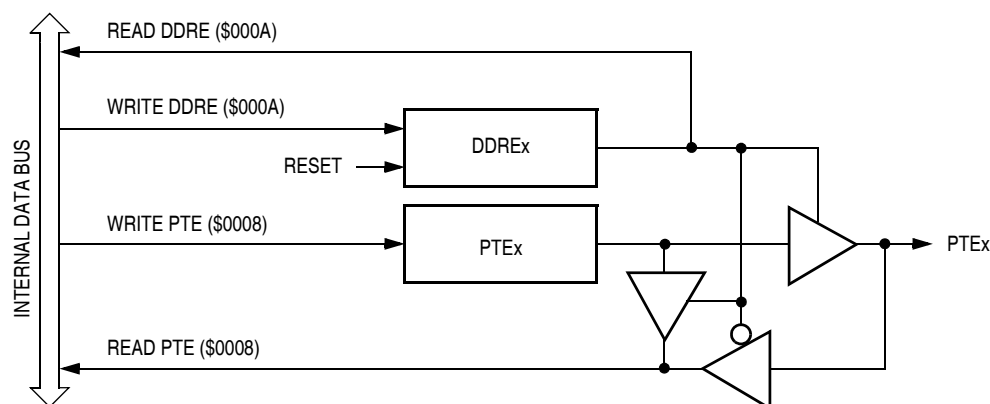 READ DDRE ($000A)
WRITE DDRE ($000A)
DDREx
RESET
WRITE PTE ($0008)
PTEx
PTEx
READ PTE ($0008)
INTERNAL DATA BUS